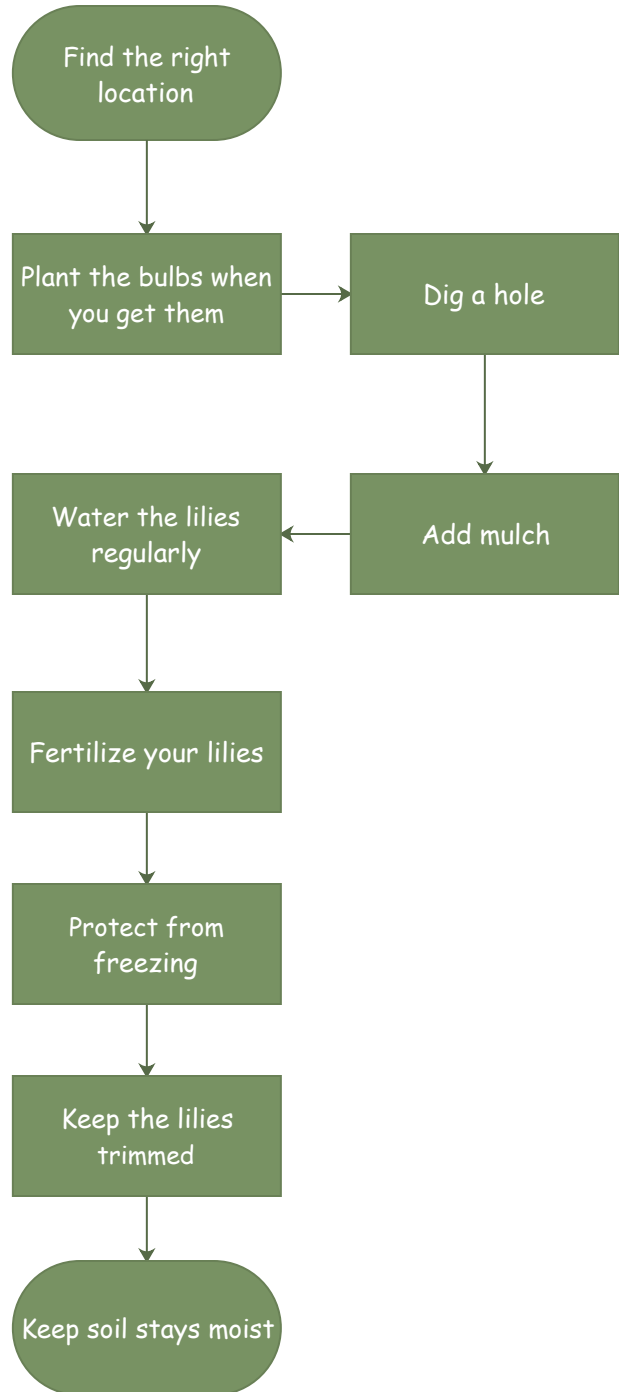 Find the right
location
Plant the bulbs when
you get them
Dig a hole
Add mulch
Water the lilies
regularly
Fertilize your lilies
Protect from
freezing
Keep the lilies
trimmed
Keep soil stays moist